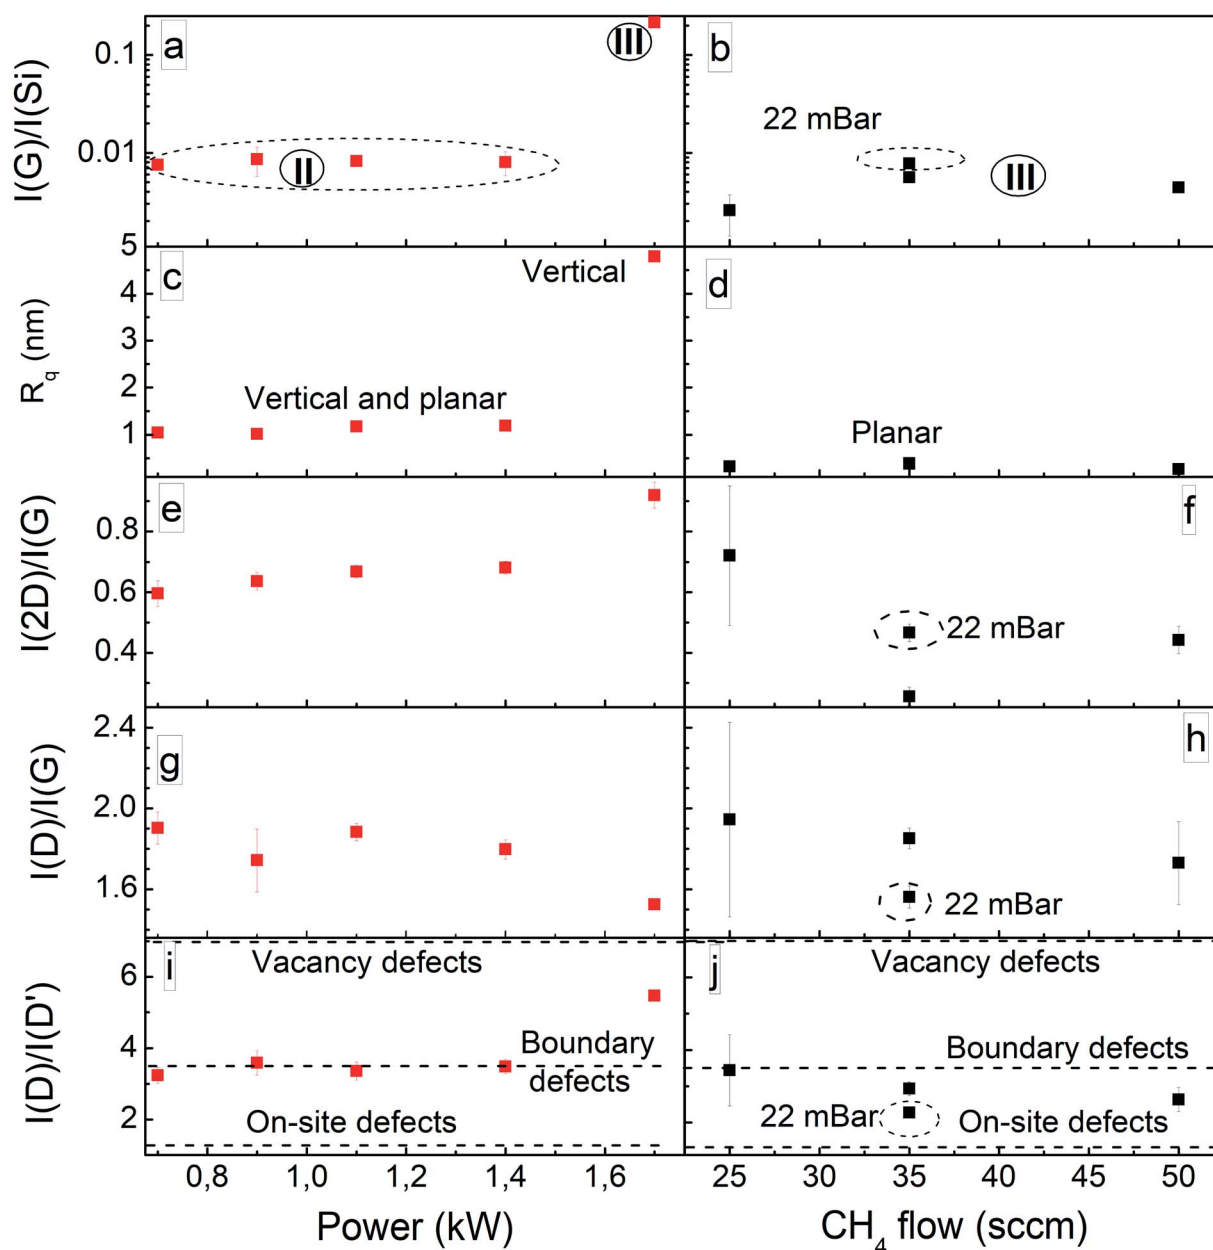 a
III
b
I(G)/I(Si)
0.1
0.01
22 mBar
II
III
5
c
Vertical
d
R_q (nm)
4
3
2
1
Vertical and planar
Planar
e
f
I(2D)/I(G)
0.8
0.6
0.4
22 mBar
2.4
g
h
I(D)/I(G)
2.0
1.6
22 mBar
i
Vacancy defects
j
Vacancy defects
I(D)/I(D')
6
4
2
Boundary
defects
Boundary defects
On-site defects
22 mBar
On-site defects
0,8 1,0 1,2 1,4 1,6
25 30 35 40 45 50
Power (kW)
CH₄ flow (sccm)